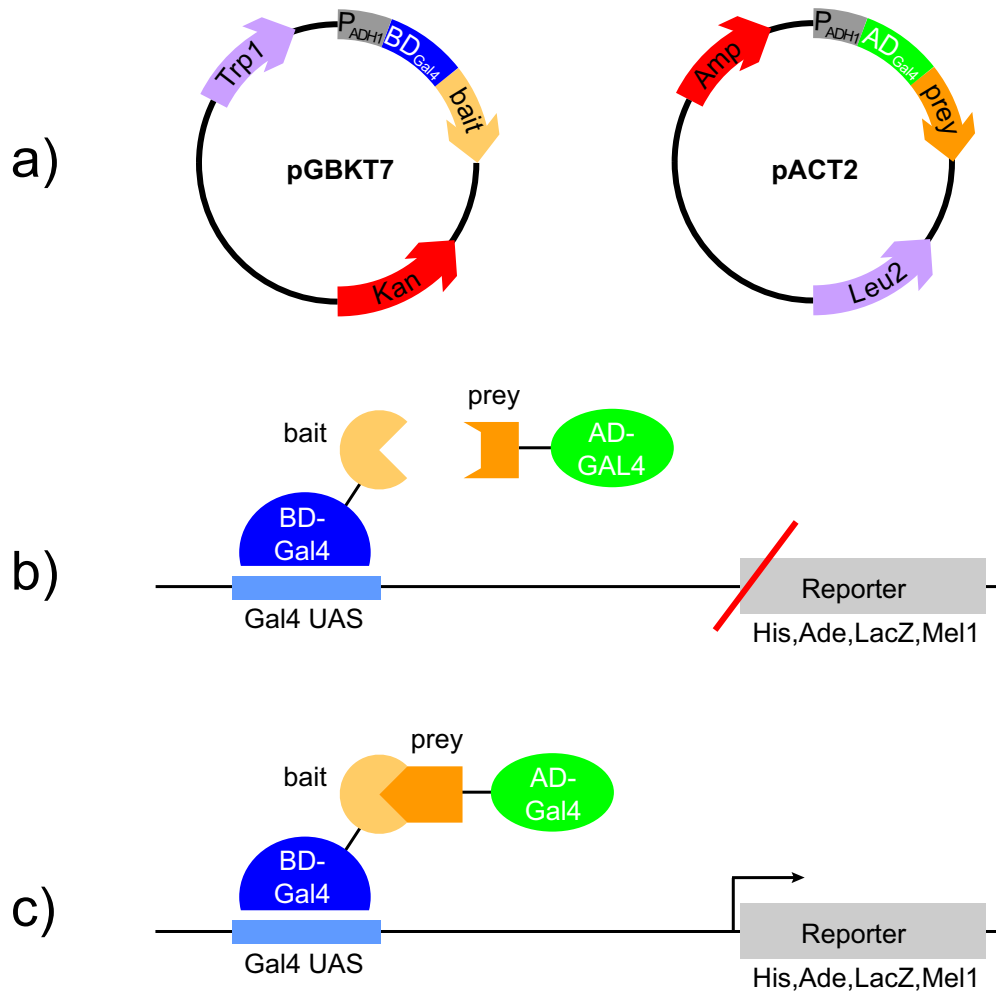 a)
Trp1
PADH1
BDGal4
bait
pGBKT7
Kan
Amp
PADH1
ADGal4
prey
pACT2
Leu2
b)
bait
prey
AD-
GAL4
BD-
Gal4
Gal4 UAS
Reporter
His,Ade,LacZ,Mel1
c)
bait
prey
AD-
Gal4
BD-
Gal4
Gal4 UAS
Reporter
His,Ade,LacZ,Mel1